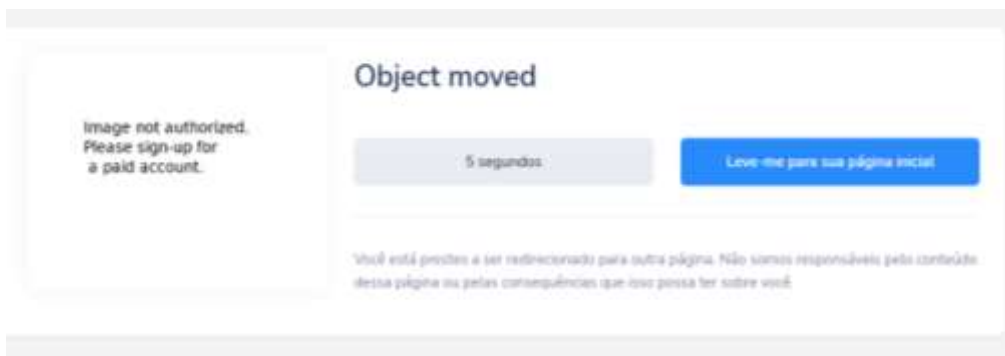 Object moved
Image not authorized.
Please sign-up for
a paid account.
5 segundos
Leve-me para sua página inicial
Você está prestes a ser redirecionado para outra página. Não somos responsáveis pelo conteúdo
dessa página ou pelas consequências que isso possa ter sobre você